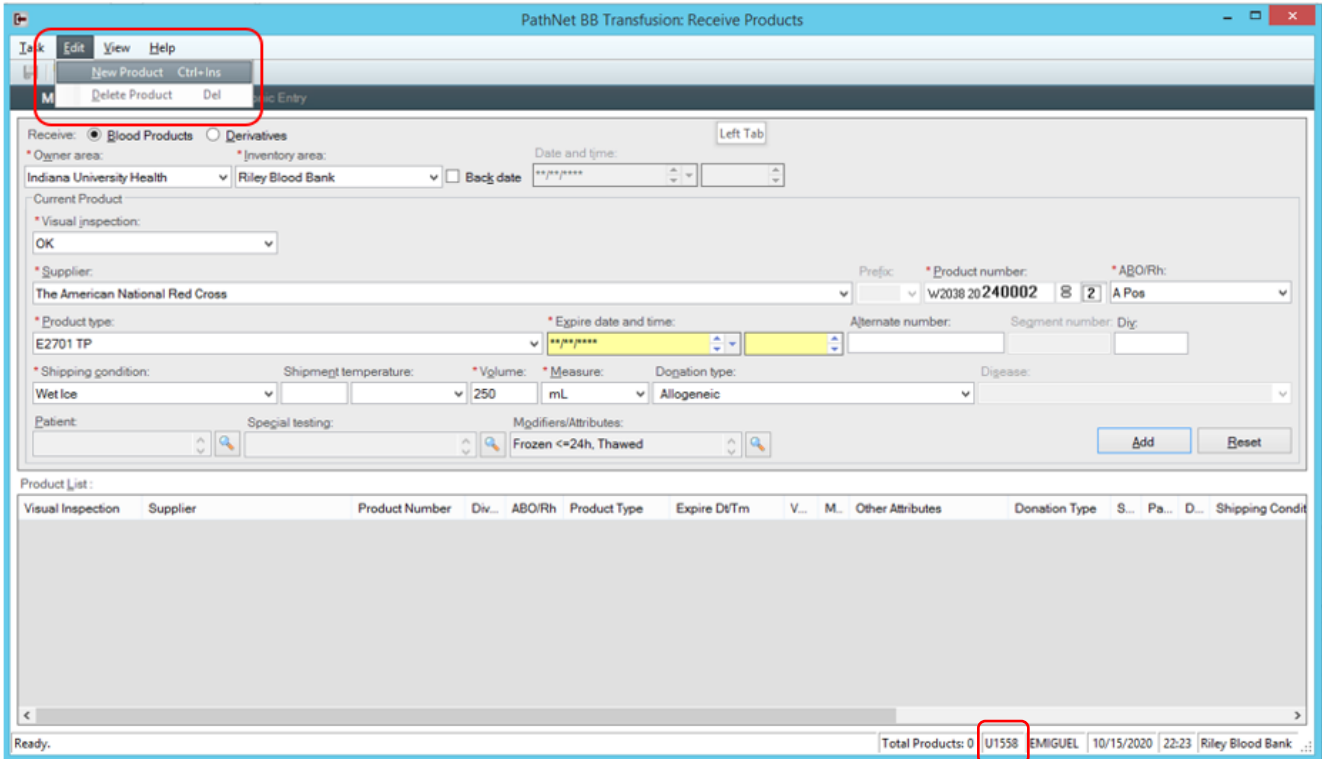 PathNet BB Transfusion: Receive Products
Task Edit View Help
New Product Ctrl+Ins
Delete Product Del
M
onic Entry
Receive: Blood Products Derivatives
Left Tab
*Owner area: *Inventory area: Date and time:
Indiana University Health Riley Blood Bank Back date **/**/****
Current Product
*Visual inspection:
OK
*Supplier: Prefix: *Product number: *ABO/Rh:
The American National Red Cross W2038 20 240002 8 2 A Pos
*Product type: *Expire date and time: Alternate number: Segment number: Div:
E2701 TP **/**/****
*Shipping condition: Shipment temperature: *Volume: *Measure: Donation type: Disease:
Wet Ice 250 mL Allogeneic
Patient: Special testing: Modifiers/Attributes:
Frozen <=24h, Thawed Add Reset
Product List :
Visual Inspection Supplier Product Number Div... ABO/Rh Product Type Expire Dt/Tm V... M... Other Attributes Donation Type S... Pa... D... Shipping Condit
Ready. Total Products: 0 U1558 EMIGUEL 10/15/2020 22:23 Riley Blood Bank